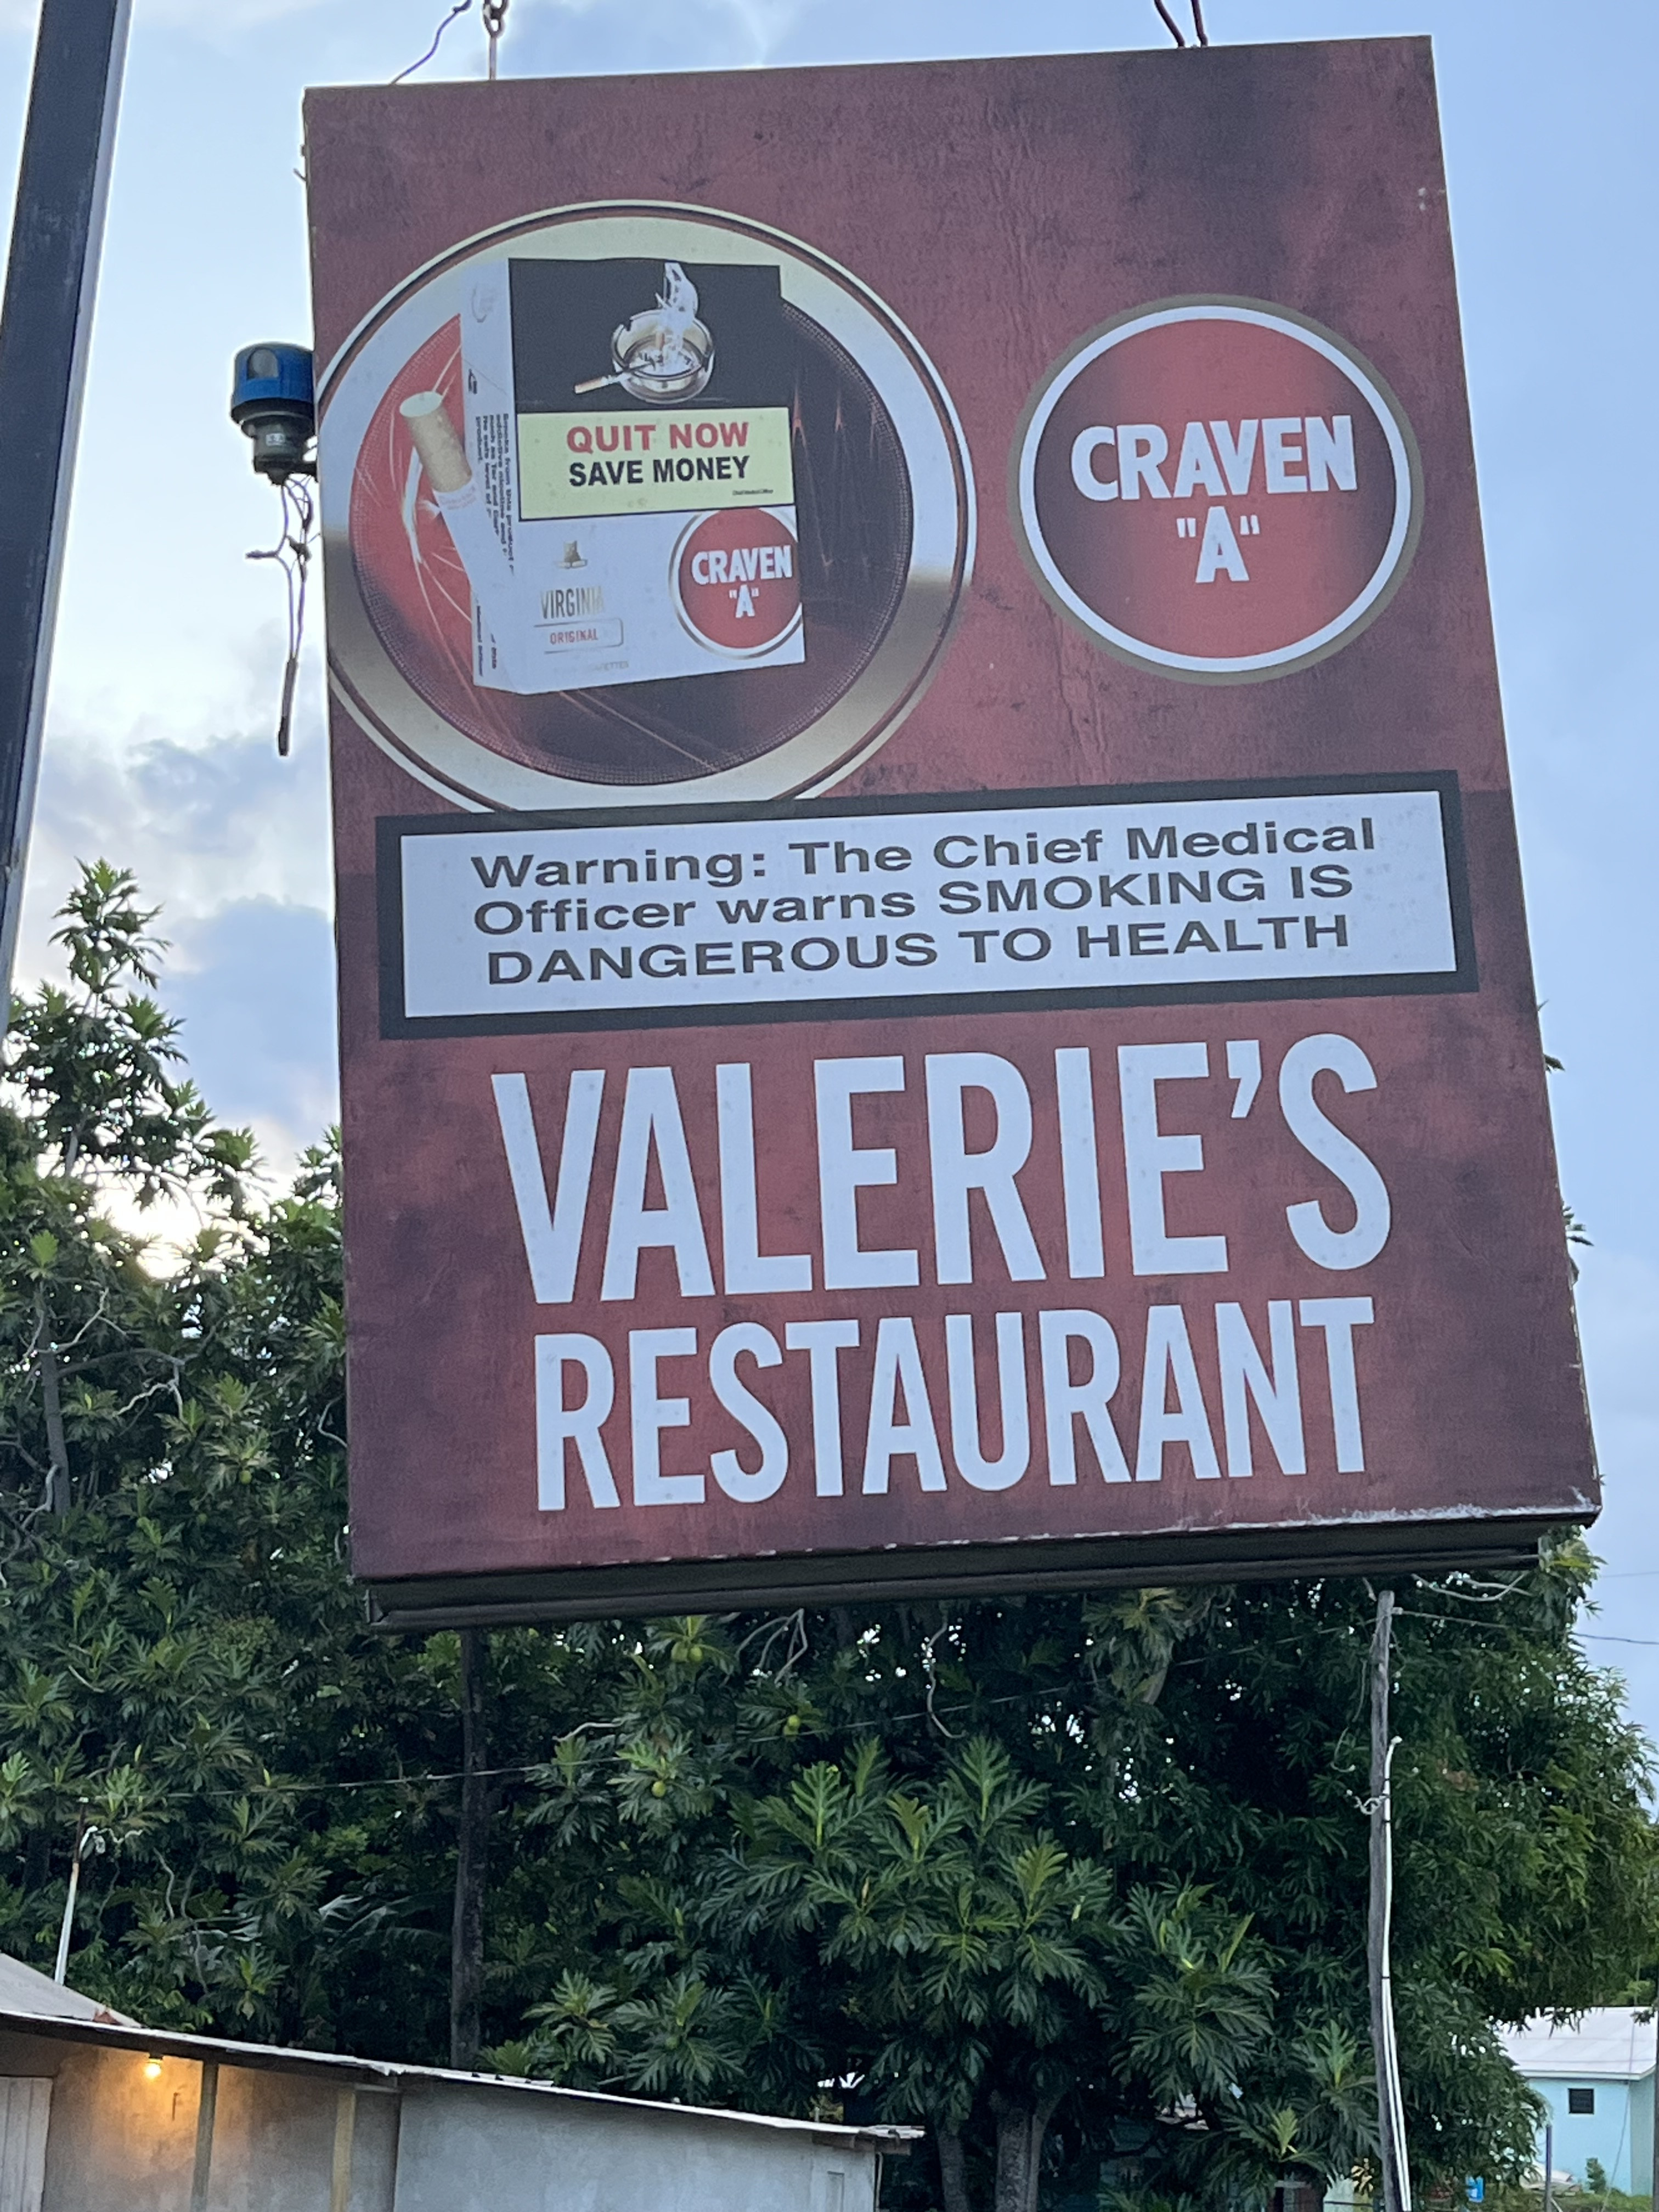 QUIT NOW
SAVE MONEY
VIRGINIA
ORIGINAL
CRAVEN
"A"
CRAVEN
"A"
Warning: The Chief Medical
Officer warns SMOKING IS
DANGEROUS TO HEALTH
VALERIE'S
RESTAURANT